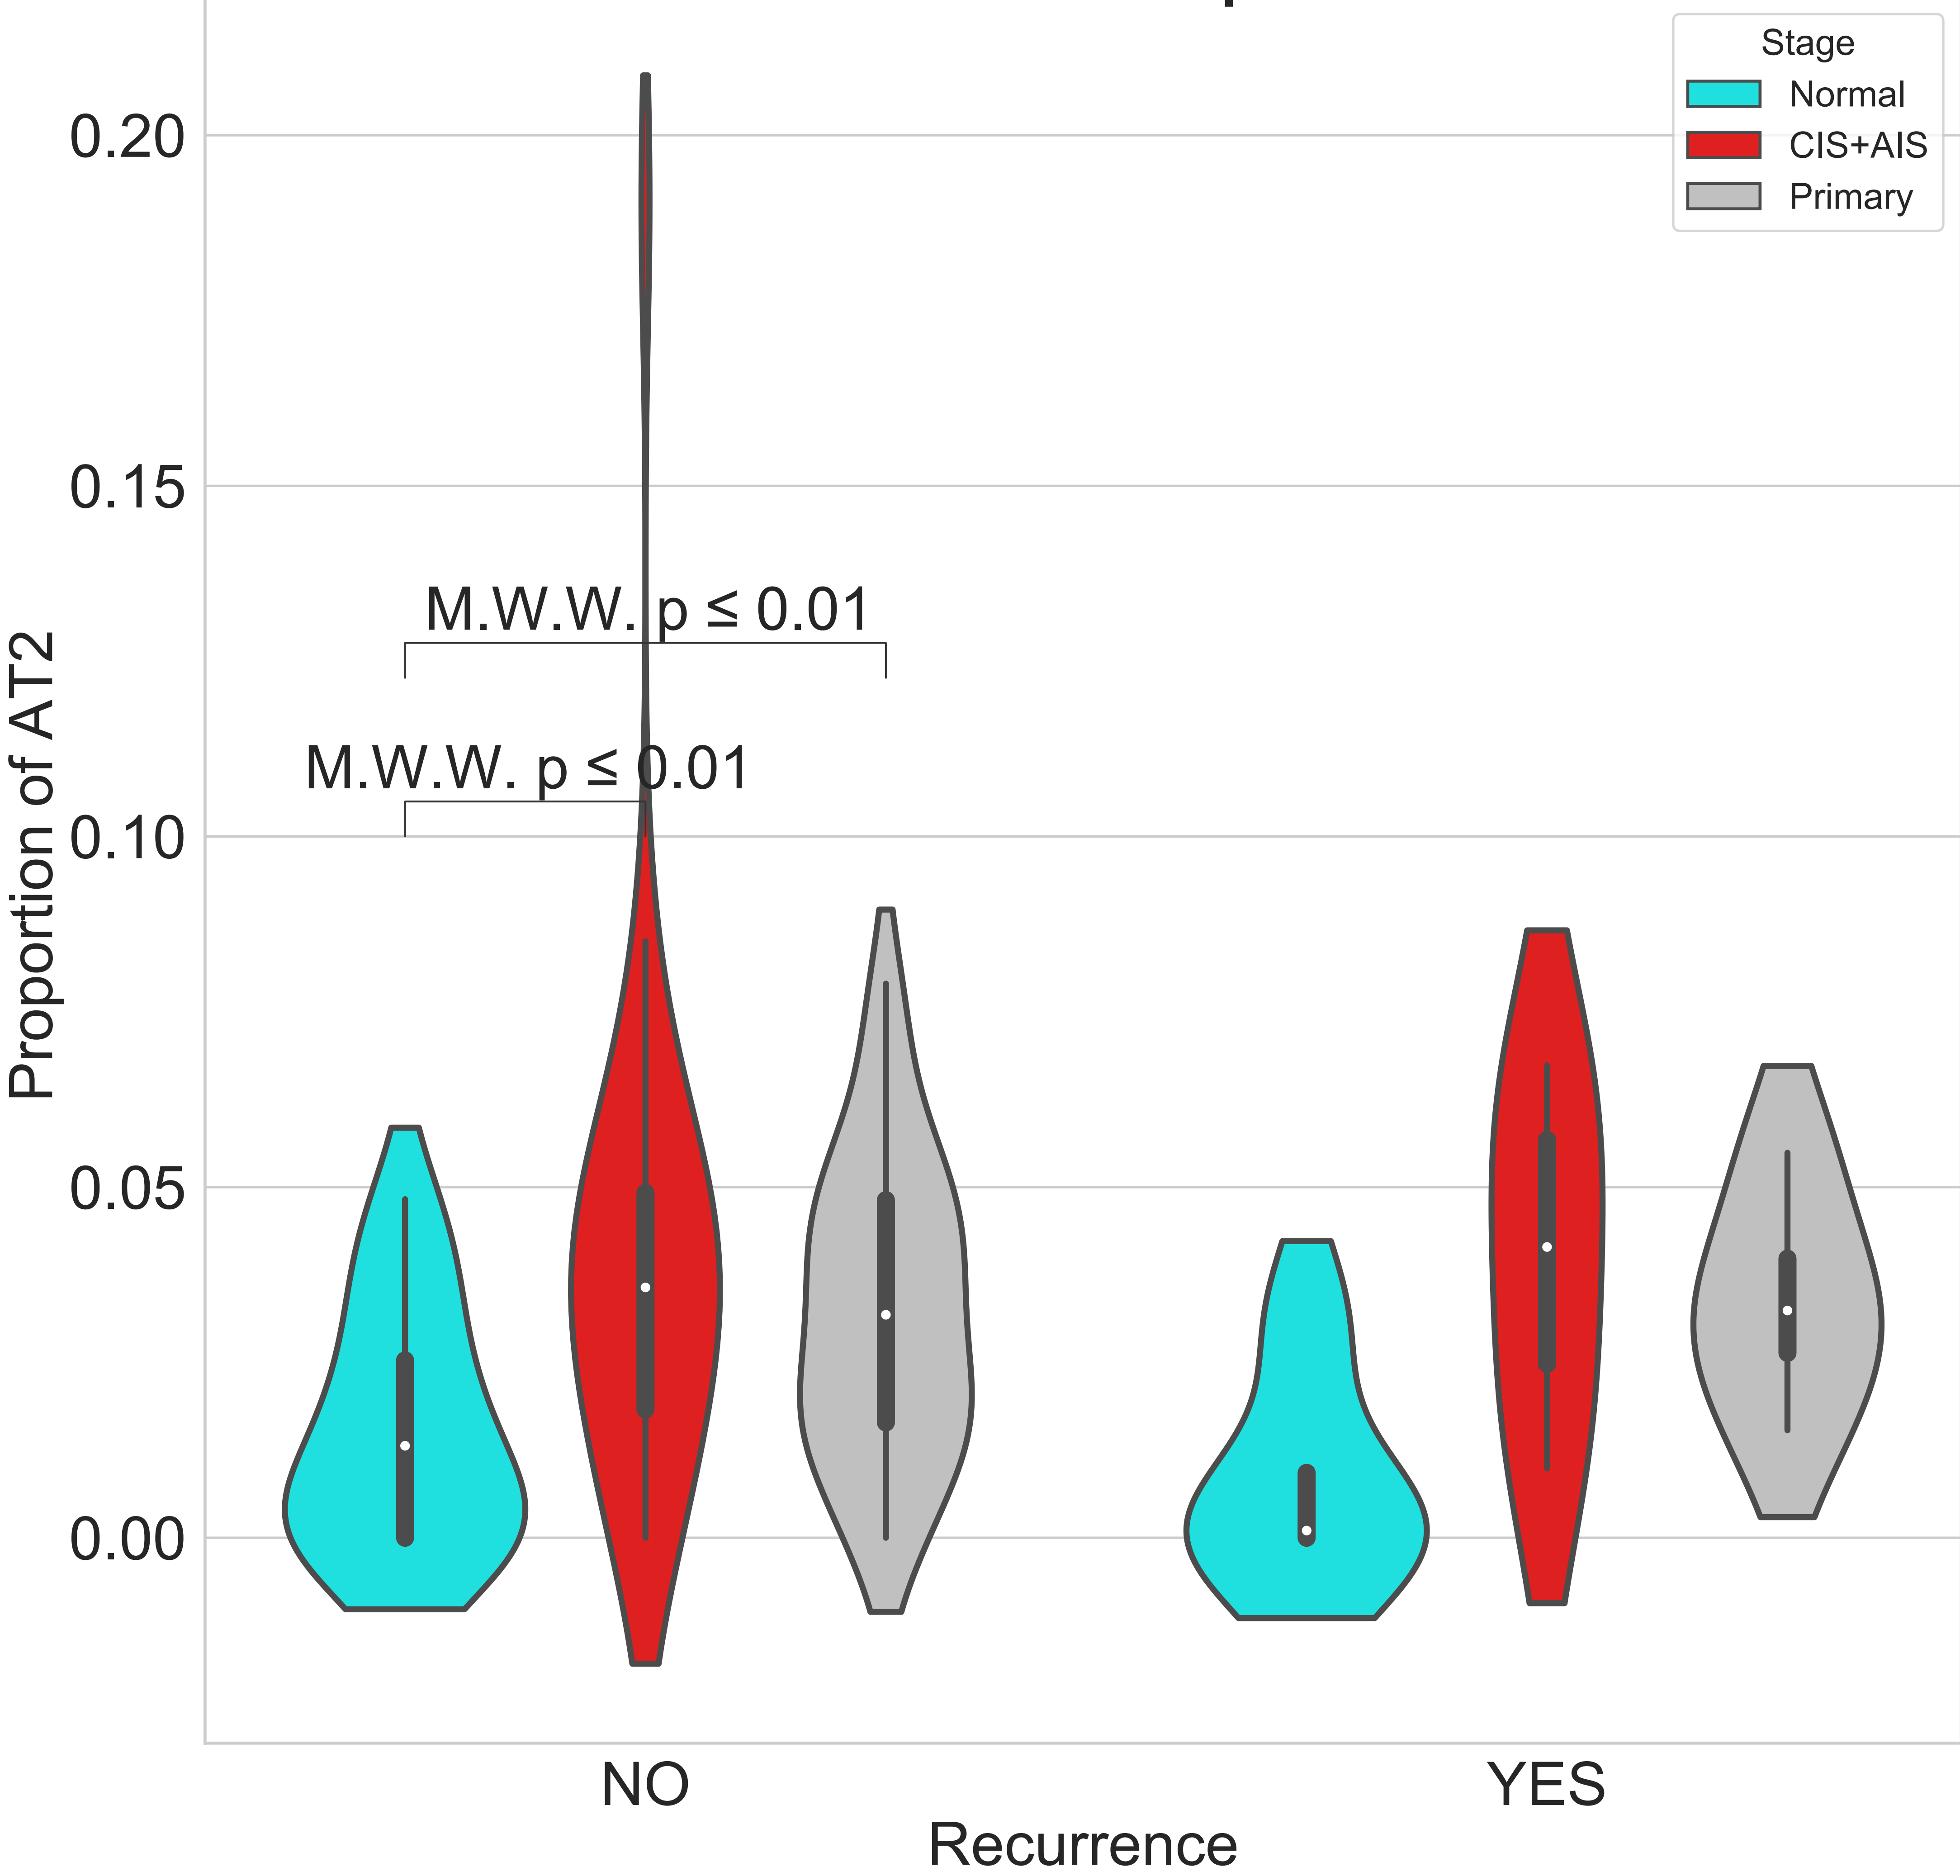 Stage
Normal
CIS+AIS
Primary
0.20
0.15
M.W.W. p ≤ 0.01
M.W.W. p ≤ 0.01
0.10
0.05
0.00
Proportion of AT2
NO
YES
Recurrence